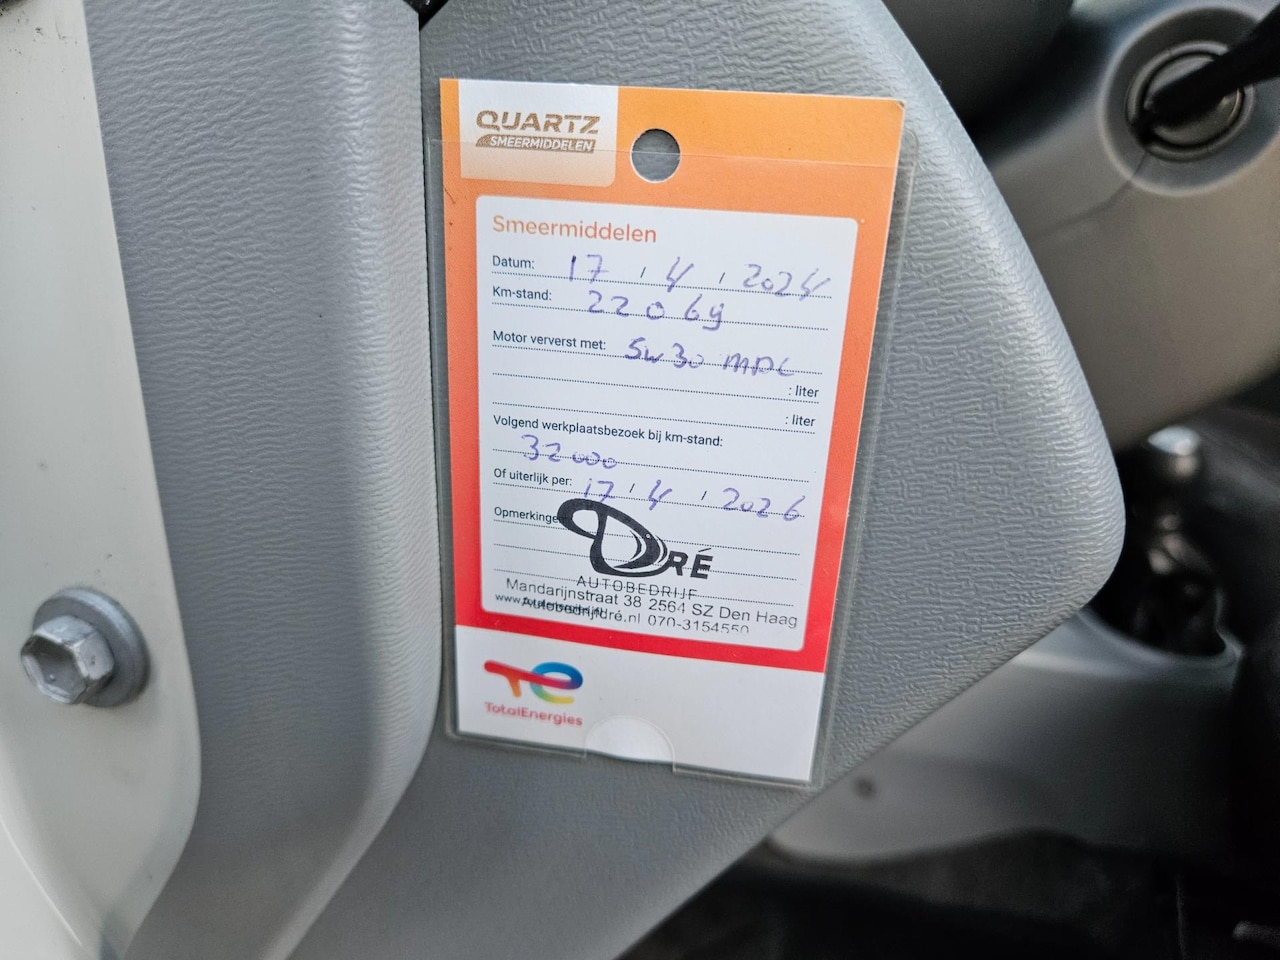 QUARTZ
SMEERMIDDELEN
Smeermiddelen
Datum: 17 / 4 / 2024
Km-stand: 22069
Motor ververst met: 5w30
: liter
: liter
Volgend werkplaatsbezoek bij km-stand:
32000
Of uiterlijk per: 17 / 4 / 2026
Opmerkingen
DRÉ
AUTOBEDRIJF
Mandarijnstraat 38 2564 SZ Den Haag
Autobedrijfdré.nl 070-3154550
TotalEnergies